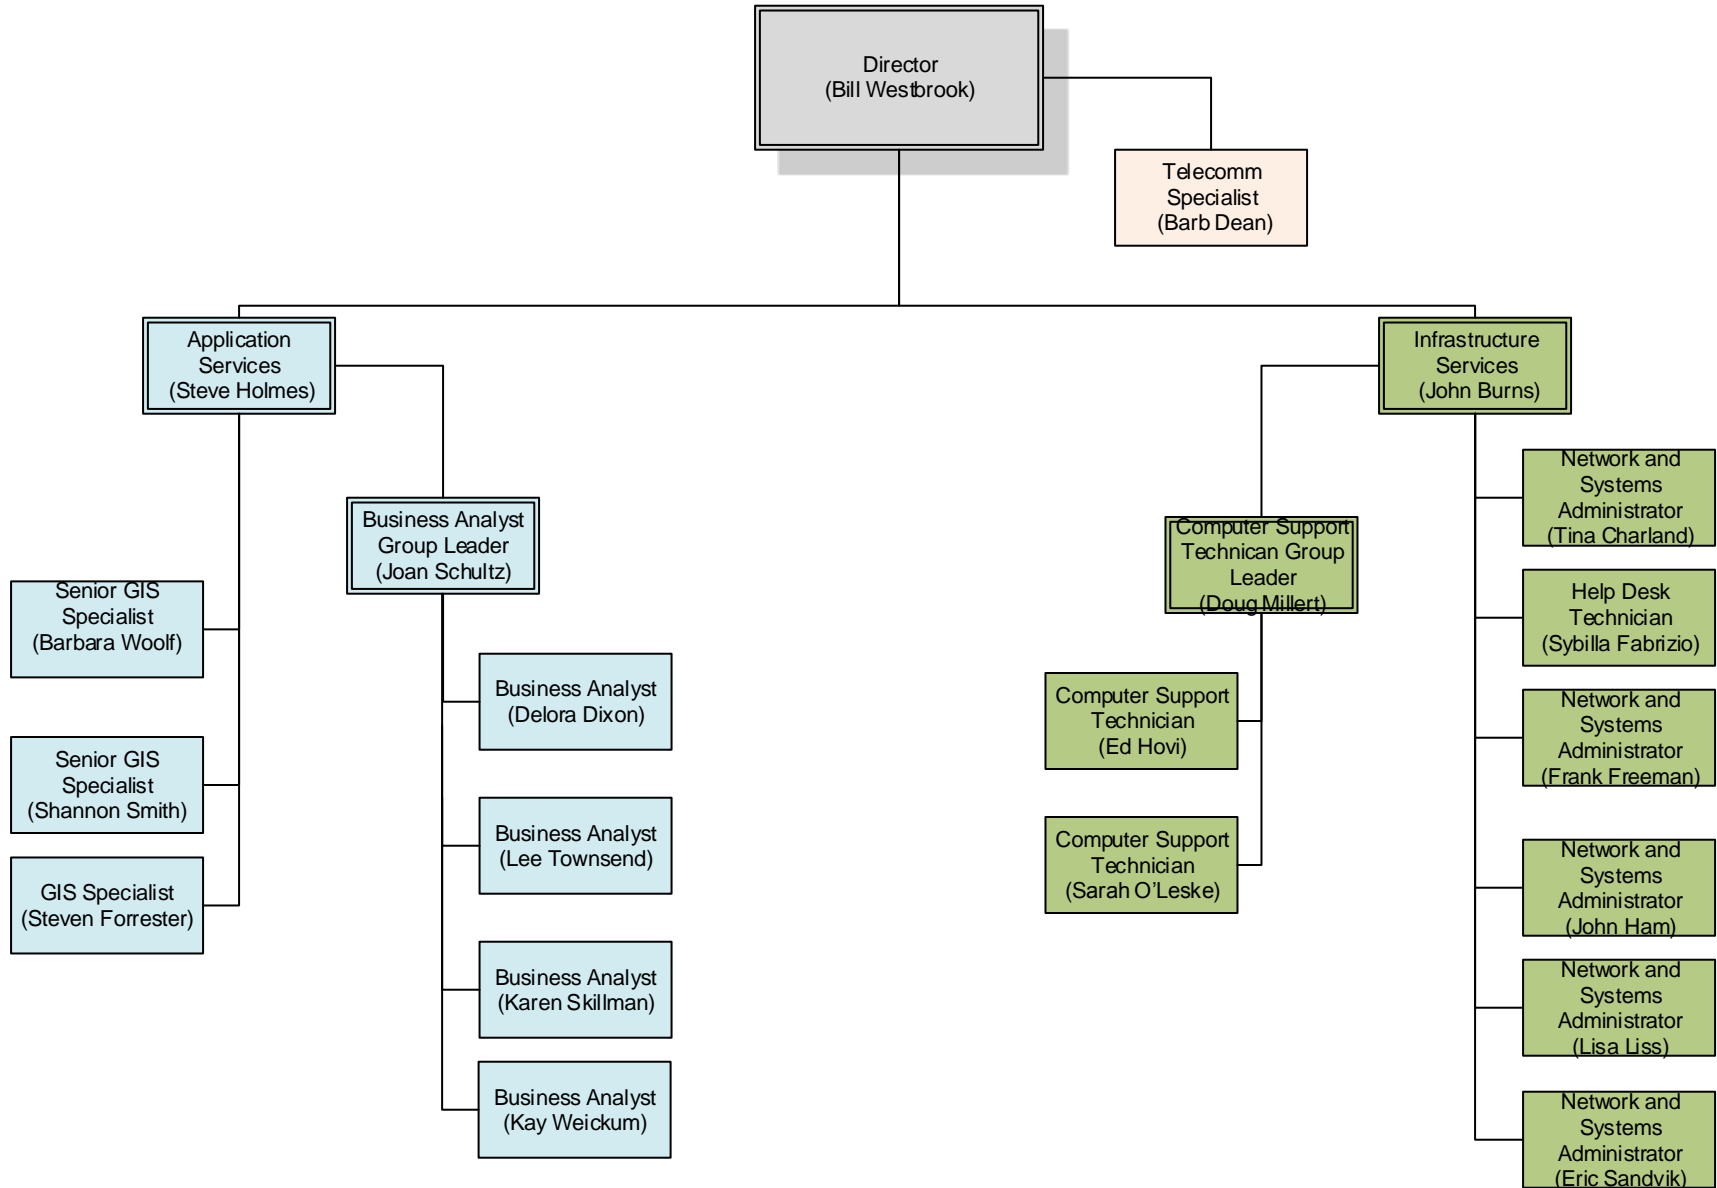 Director
(Bill Westbrook)
Telecomm
Specialist
(Barb Dean)
Application
Services
(Steve Holmes)
Infrastructure
Services
(John Burns)
Business Analyst
Group Leader
(Joan Schultz)
Senior GIS
Specialist
(Barbara Woolf)
Senior GIS
Specialist
(Shannon Smith)
GIS Specialist
(Steven Forrester)
Business Analyst
(Delora Dixon)
Business Analyst
(Lee Townsend)
Business Analyst
(Karen Skillman)
Business Analyst
(Kay Weickum)
Computer Support
Technican Group
Leader
(Doug Millert)
Computer Support
Technician
(Ed Hovi)
Computer Support
Technician
(Sarah O’Leske)
Network and
Systems
Administrator
(Tina Charland)
Help Desk
Technician
(Sybilla Fabrizio)
Network and
Systems
Administrator
(Frank Freeman)
Network and
Systems
Administrator
(John Ham)
Network and
Systems
Administrator
(Lisa Liss)
Network and
Systems
Administrator
(Eric Sandvik)